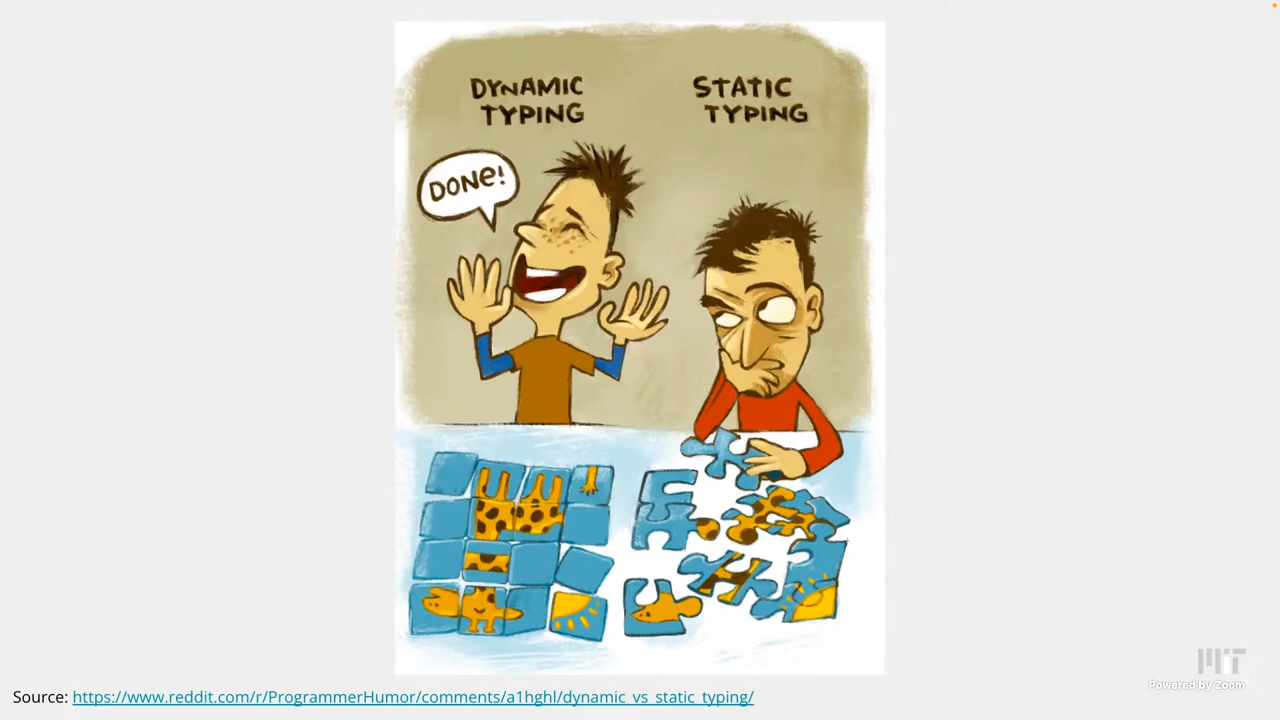 DYNAMIC
TYPING
STATIC
TYPING
DONE!
MIT
Powered by Zoom
Source: https://www.reddit.com/r/ProgrammerHumor/comments/a1hghl/dynamic_vs_static_typing/